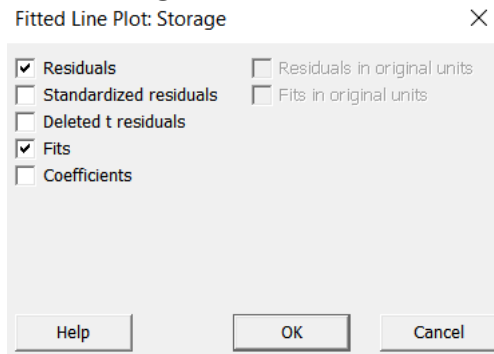 Fitted Line Plot: Storage
Residuals
Residuals in original units
Standardized residuals
Fits in original units
Deleted t residuals
Fits
Coefficients
Help
OK
Cancel